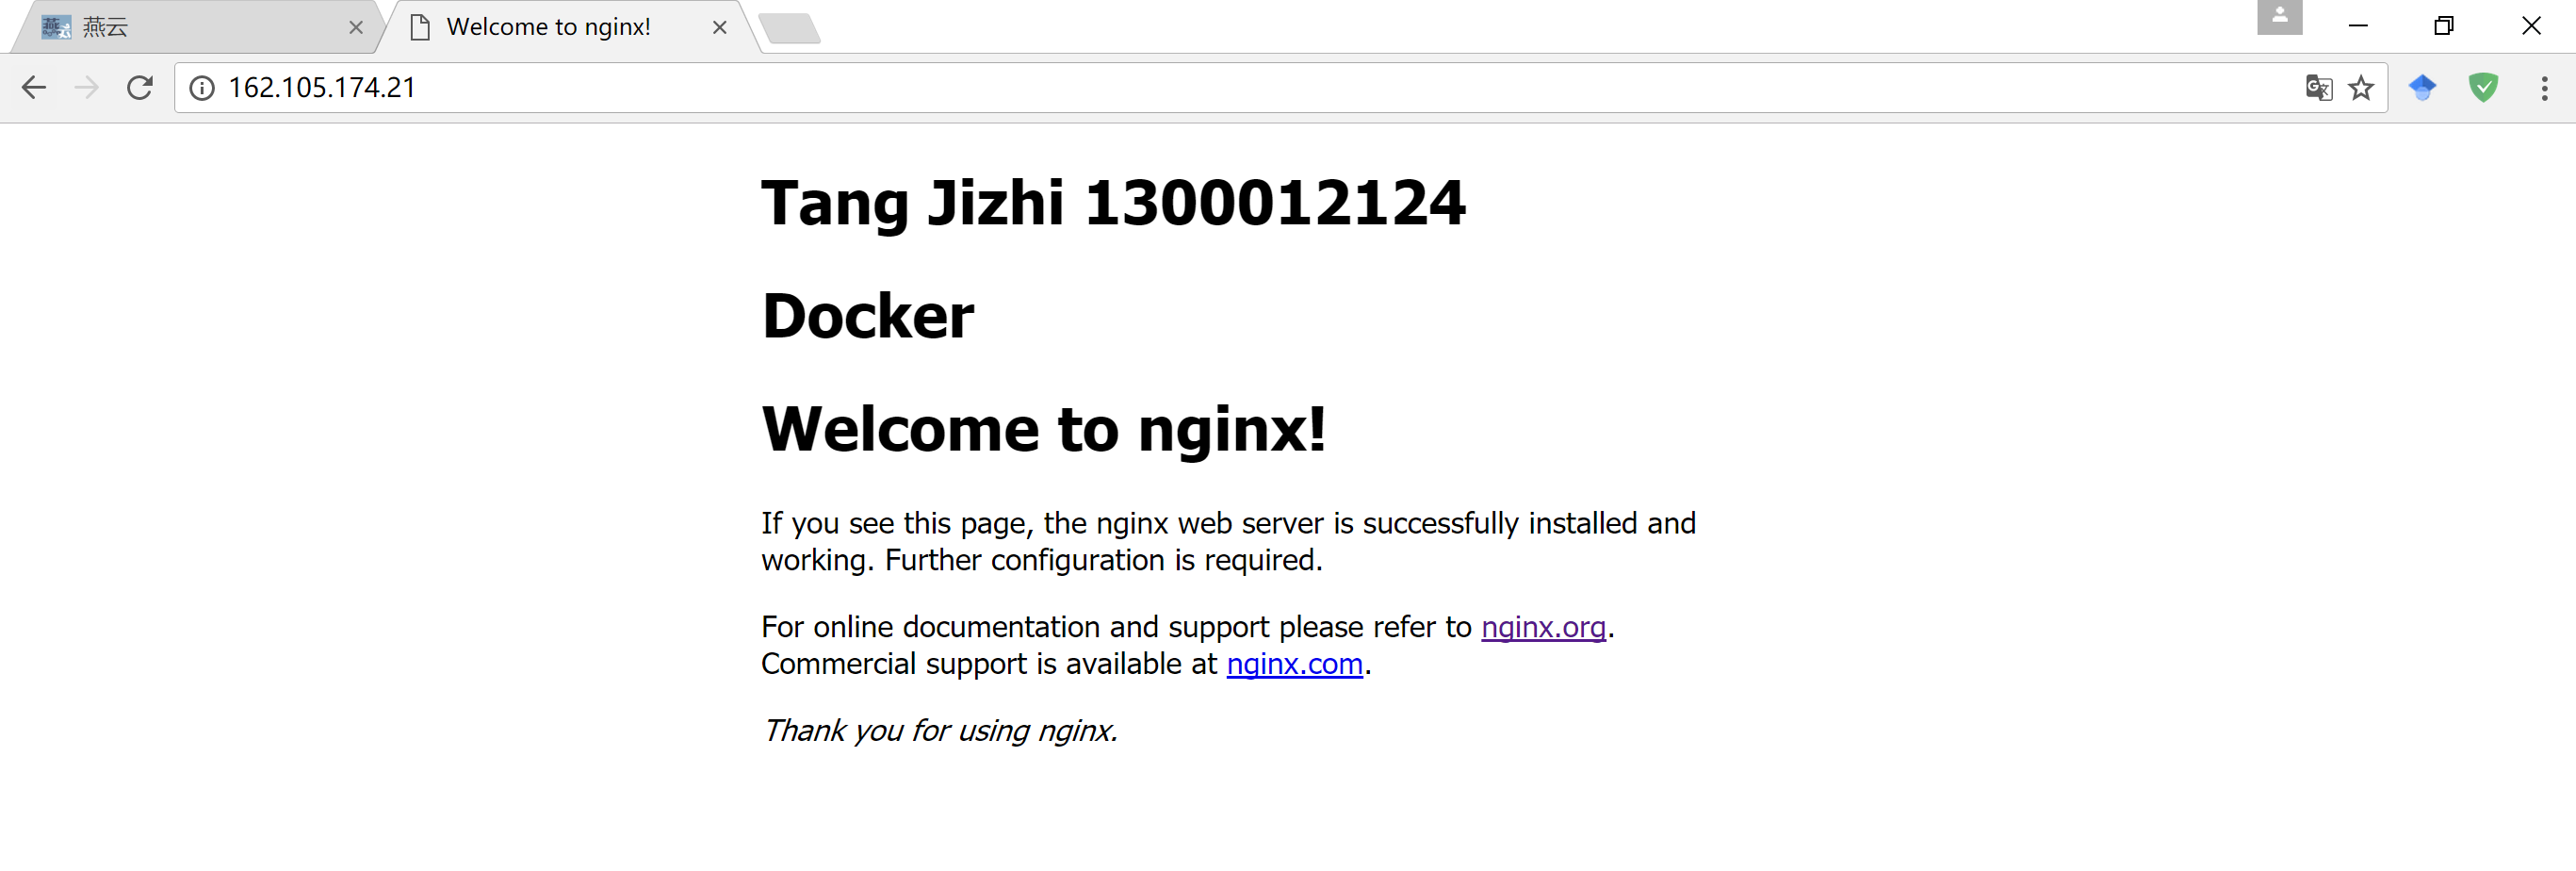 燕云
Welcome to nginx!
162.105.174.21
Tang Jizhi 1300012124
Docker
Welcome to nginx!
If you see this page, the nginx web server is successfully installed and
working. Further configuration is required.
For online documentation and support please refer to nginx.org.
Commercial support is available at nginx.com.
Thank you for using nginx.